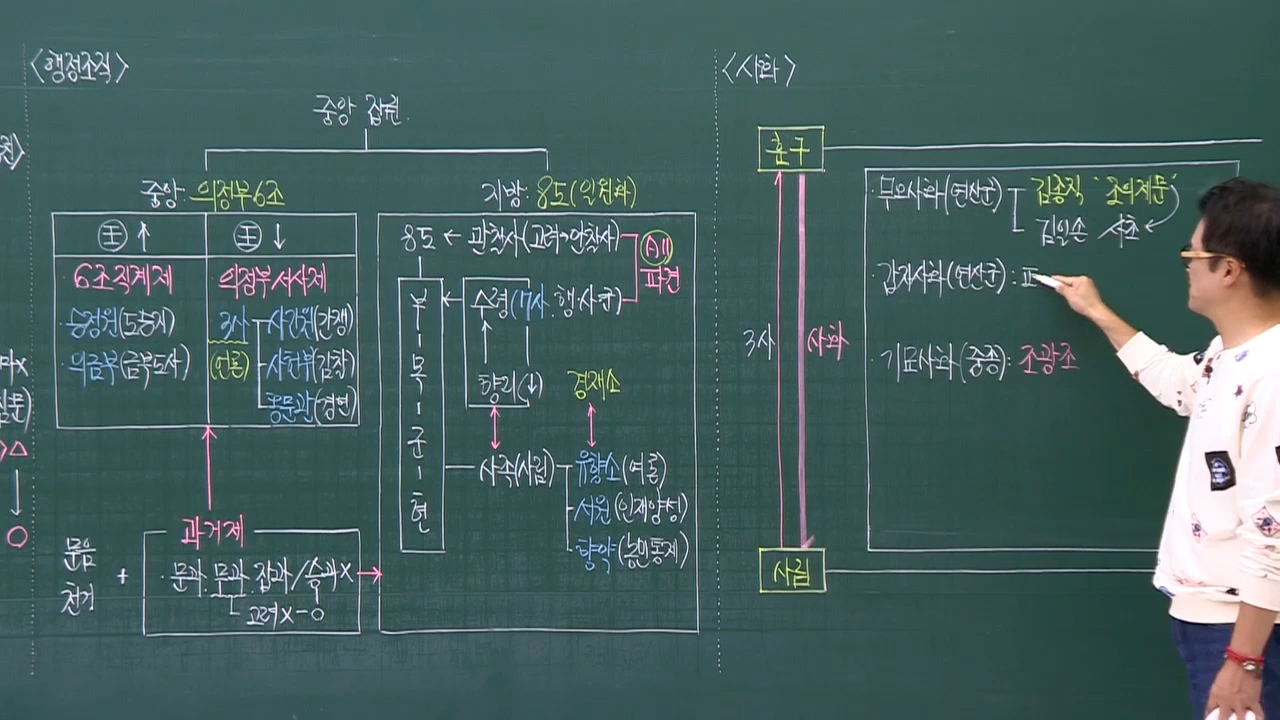 <행정조직>
중앙 집권
중앙: 의정부 6조
王 ↑
王 ↓
6조직계제
의정부서사제
승정원(도승지)
의금부(금부도사)
3사
(언론)
사간원(간쟁)
사헌부(감찰)
홍문관(경연)
과거제
음
천거
+
·문과·무과·잡과/승과X
고려X-O
지방: 8도(일원화)
8도 ← 관찰사(고려→안찰사)
All
파견
부-목-군-현
수령(7사·행사군)
향리(↓)
경재소
사족(사림)
유향소(여론)
서원(인재양성)
향약(농민통제)
<사화>
훈구
3사
사화
사림
·무오사화(연산군)
김종직 '조의제문'
김일손 사초
·갑자사화(연산군):
·기묘사화(중종): 조광조